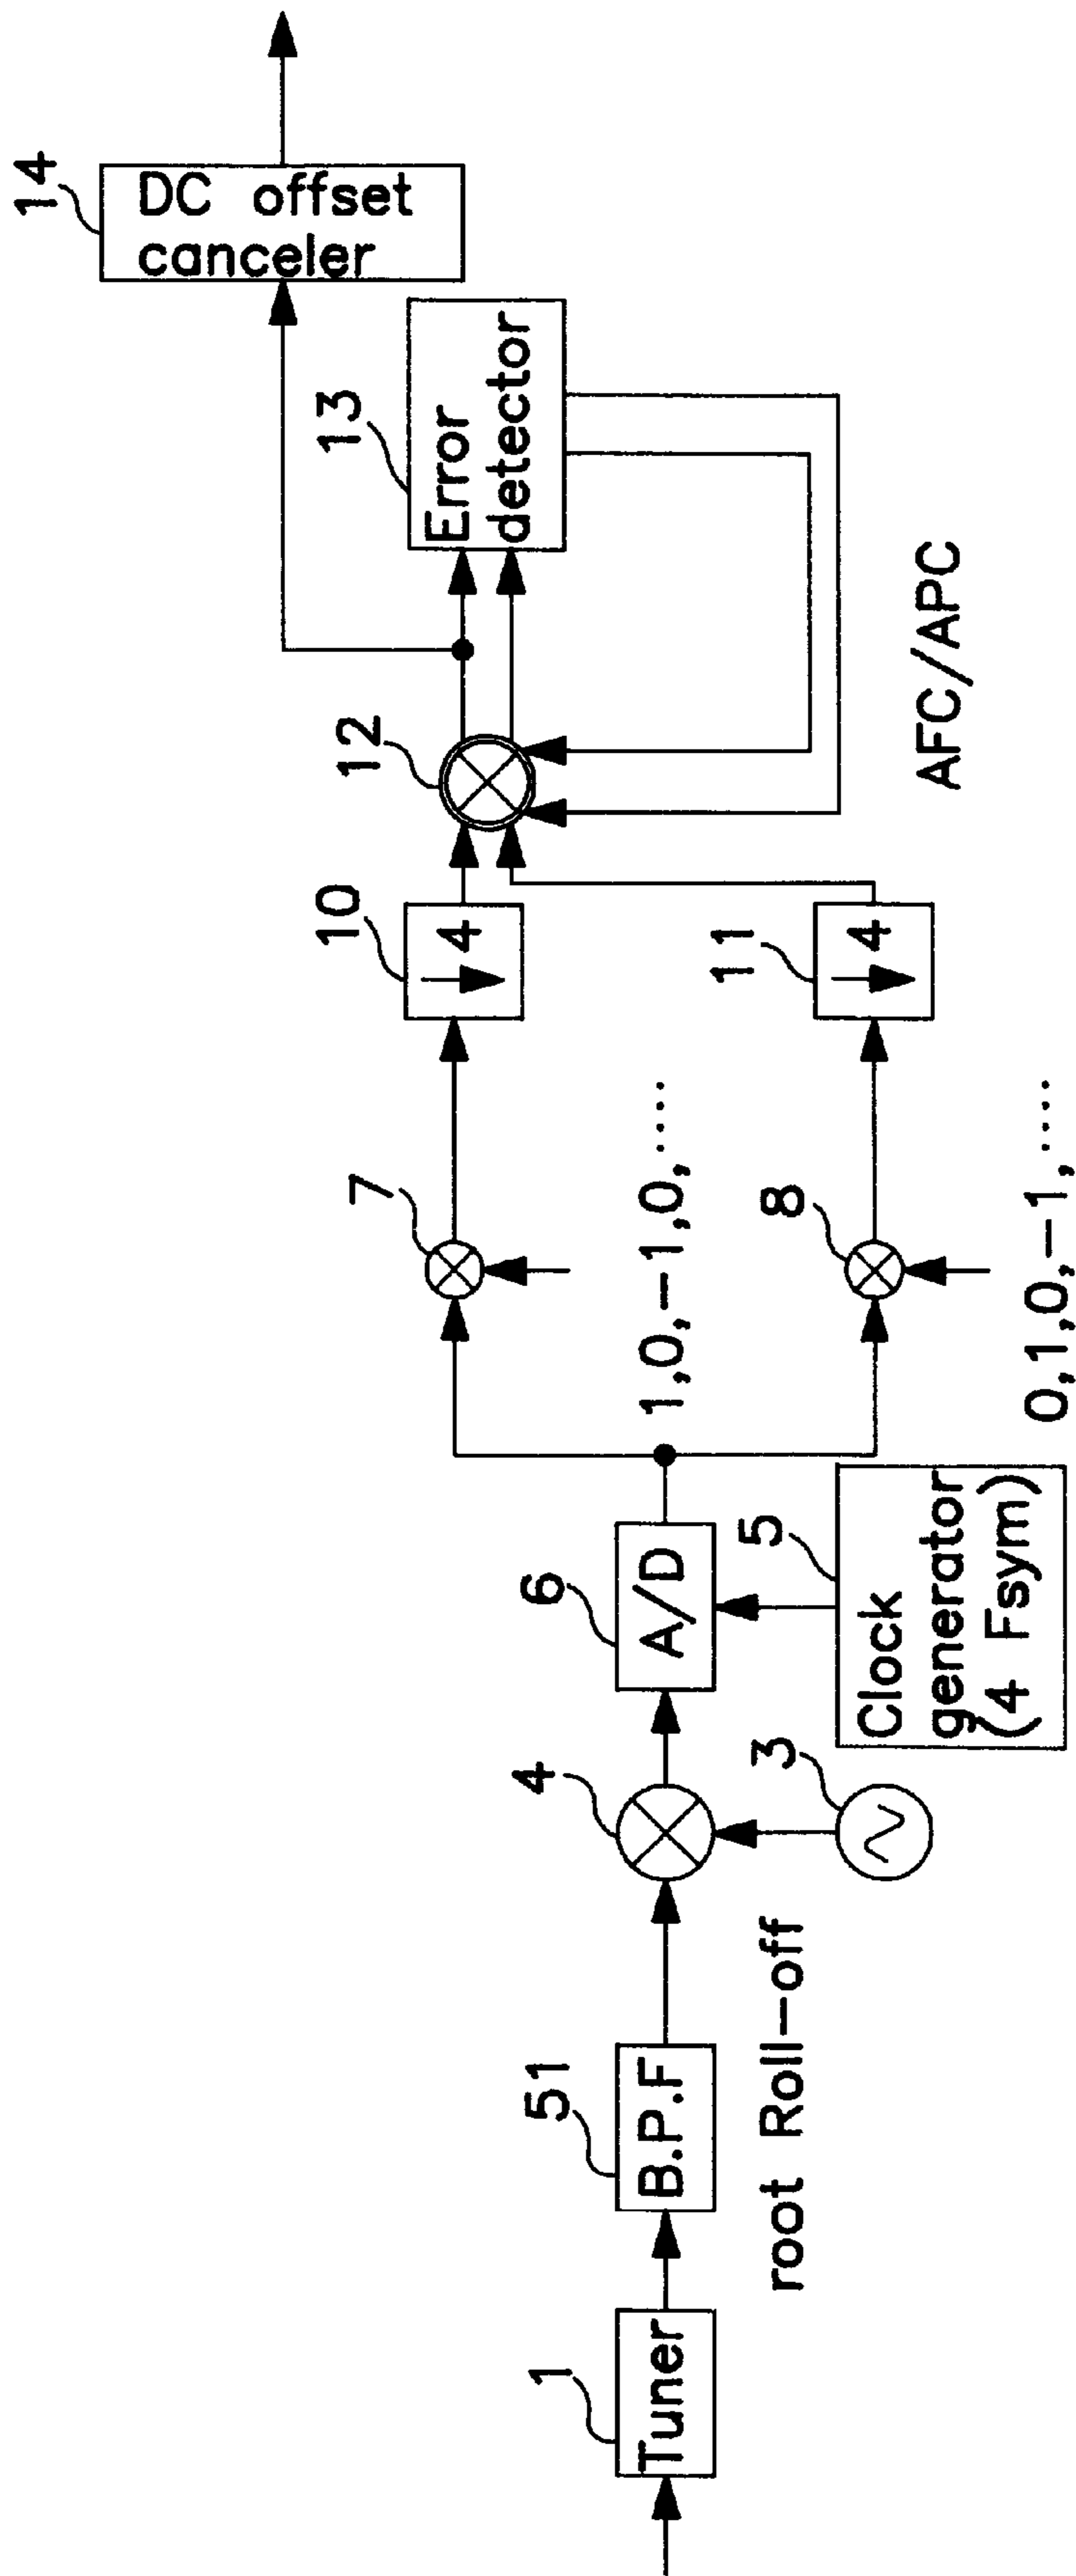 1
Tuner
51
B.P.F
root Roll-off
4
3
6
A/D
5
Clock
generator
(4 Fsym)
7
1,0,-1,0,....
8
0,1,0,-1,....
10
4
11
4
12
13
Error
detector
AFC/APC
14
DC offset
canceler